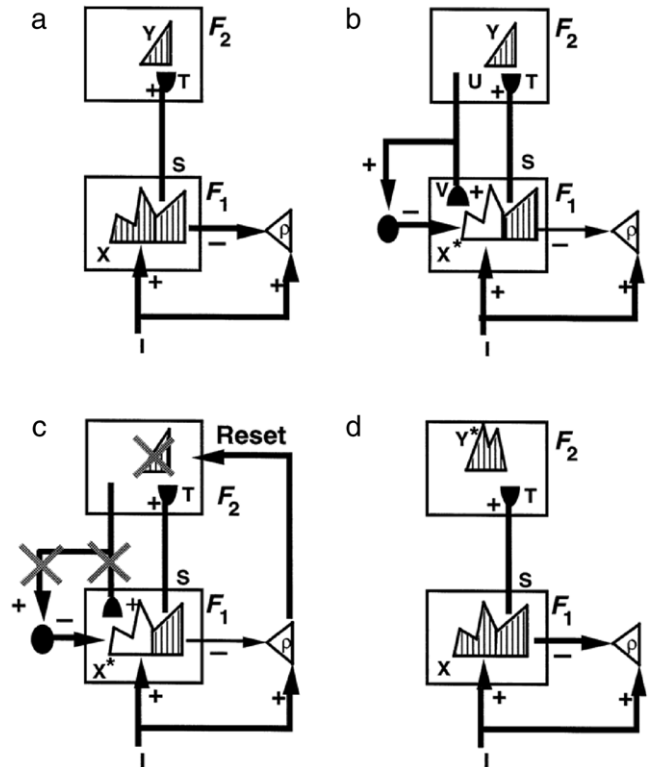 a
Y
F2
+
T
S
F1
X
−
ρ
+
+
I
b
Y
F2
U
+
T
+
S
V
+
F1
−
X*
−
ρ
+
+
I
c
Reset
T
+
F2
S
+
+
F1
−
−
ρ
X*
+
+
I
d
Y*
F2
+
T
S
F1
X
−
ρ
+
+
I